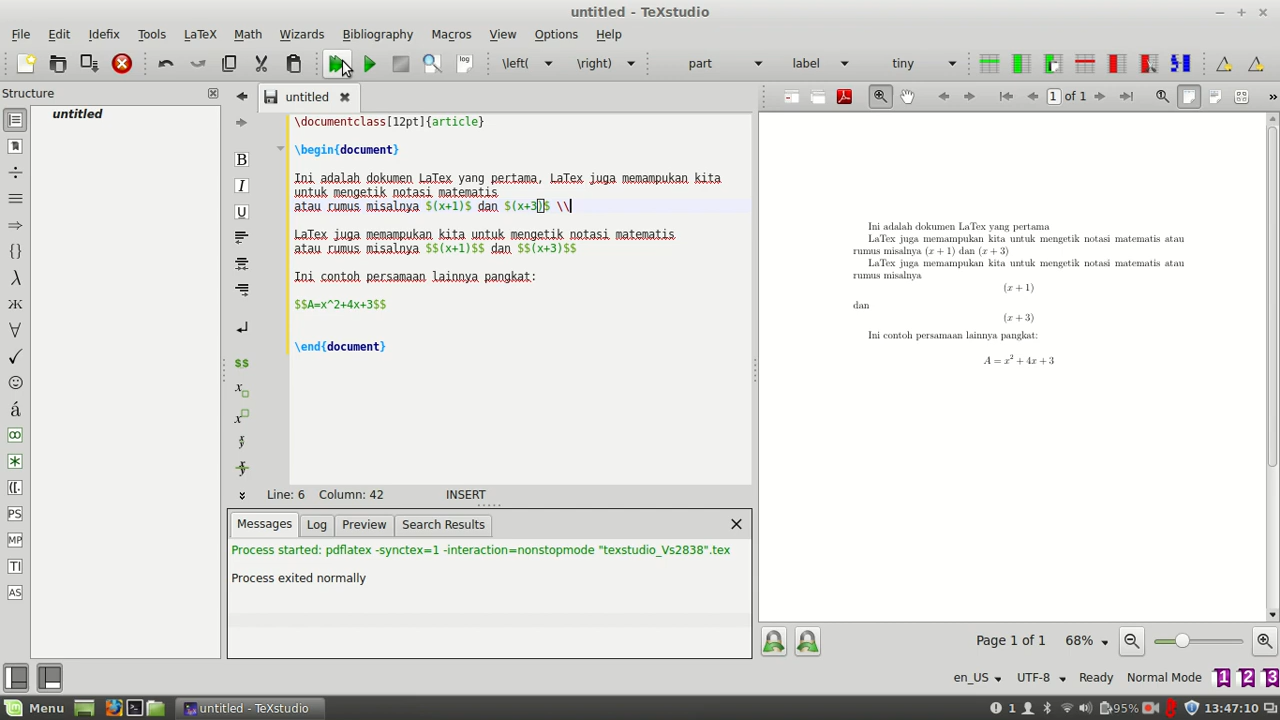 untitled - TeXstudio
File Edit Idefix Tools LaTeX Math Wizards Bibliography Macros View Options Help
\left( \right) part label tiny
Structure
untitled
untitled
1 of 1
\documentclass[12pt]{article}
\begin{document}
Ini adalah dokumen LaTex yang pertama, LaTex juga memampukan kita
untuk mengetik notasi matematis
atau rumus misalnya $(x+1)$ dan $(x+3)$ \\
LaTex juga memampukan kita untuk mengetik notasi matematis
atau rumus misalnya $$(x+1)$$ dan $$(x+3)$$
Ini contoh persamaan lainnya pangkat:
$$A=x^2+4x+3$$
\end{document}
Line: 6 Column: 42 INSERT
Messages Log Preview Search Results
Process started: pdflatex -synctex=1 -interaction=nonstopmode "texstudio_Vs2838".tex
Process exited normally
Ini adalah dokumen LaTex yang pertama
LaTex juga memampukan kita untuk mengetik notasi matematis atau
rumus misalnya (x + 1) dan (x + 3)
LaTex juga memampukan kita untuk mengetik notasi matematis atau
rumus misalnya
(x + 1)
dan
(x + 3)
Ini contoh persamaan lainnya pangkat:
A = x² + 4x + 3
Page 1 of 1 68%
en_US UTF-8 Ready Normal Mode 1 2 3
Menu untitled - TeXstudio 1 95% 13:47:10